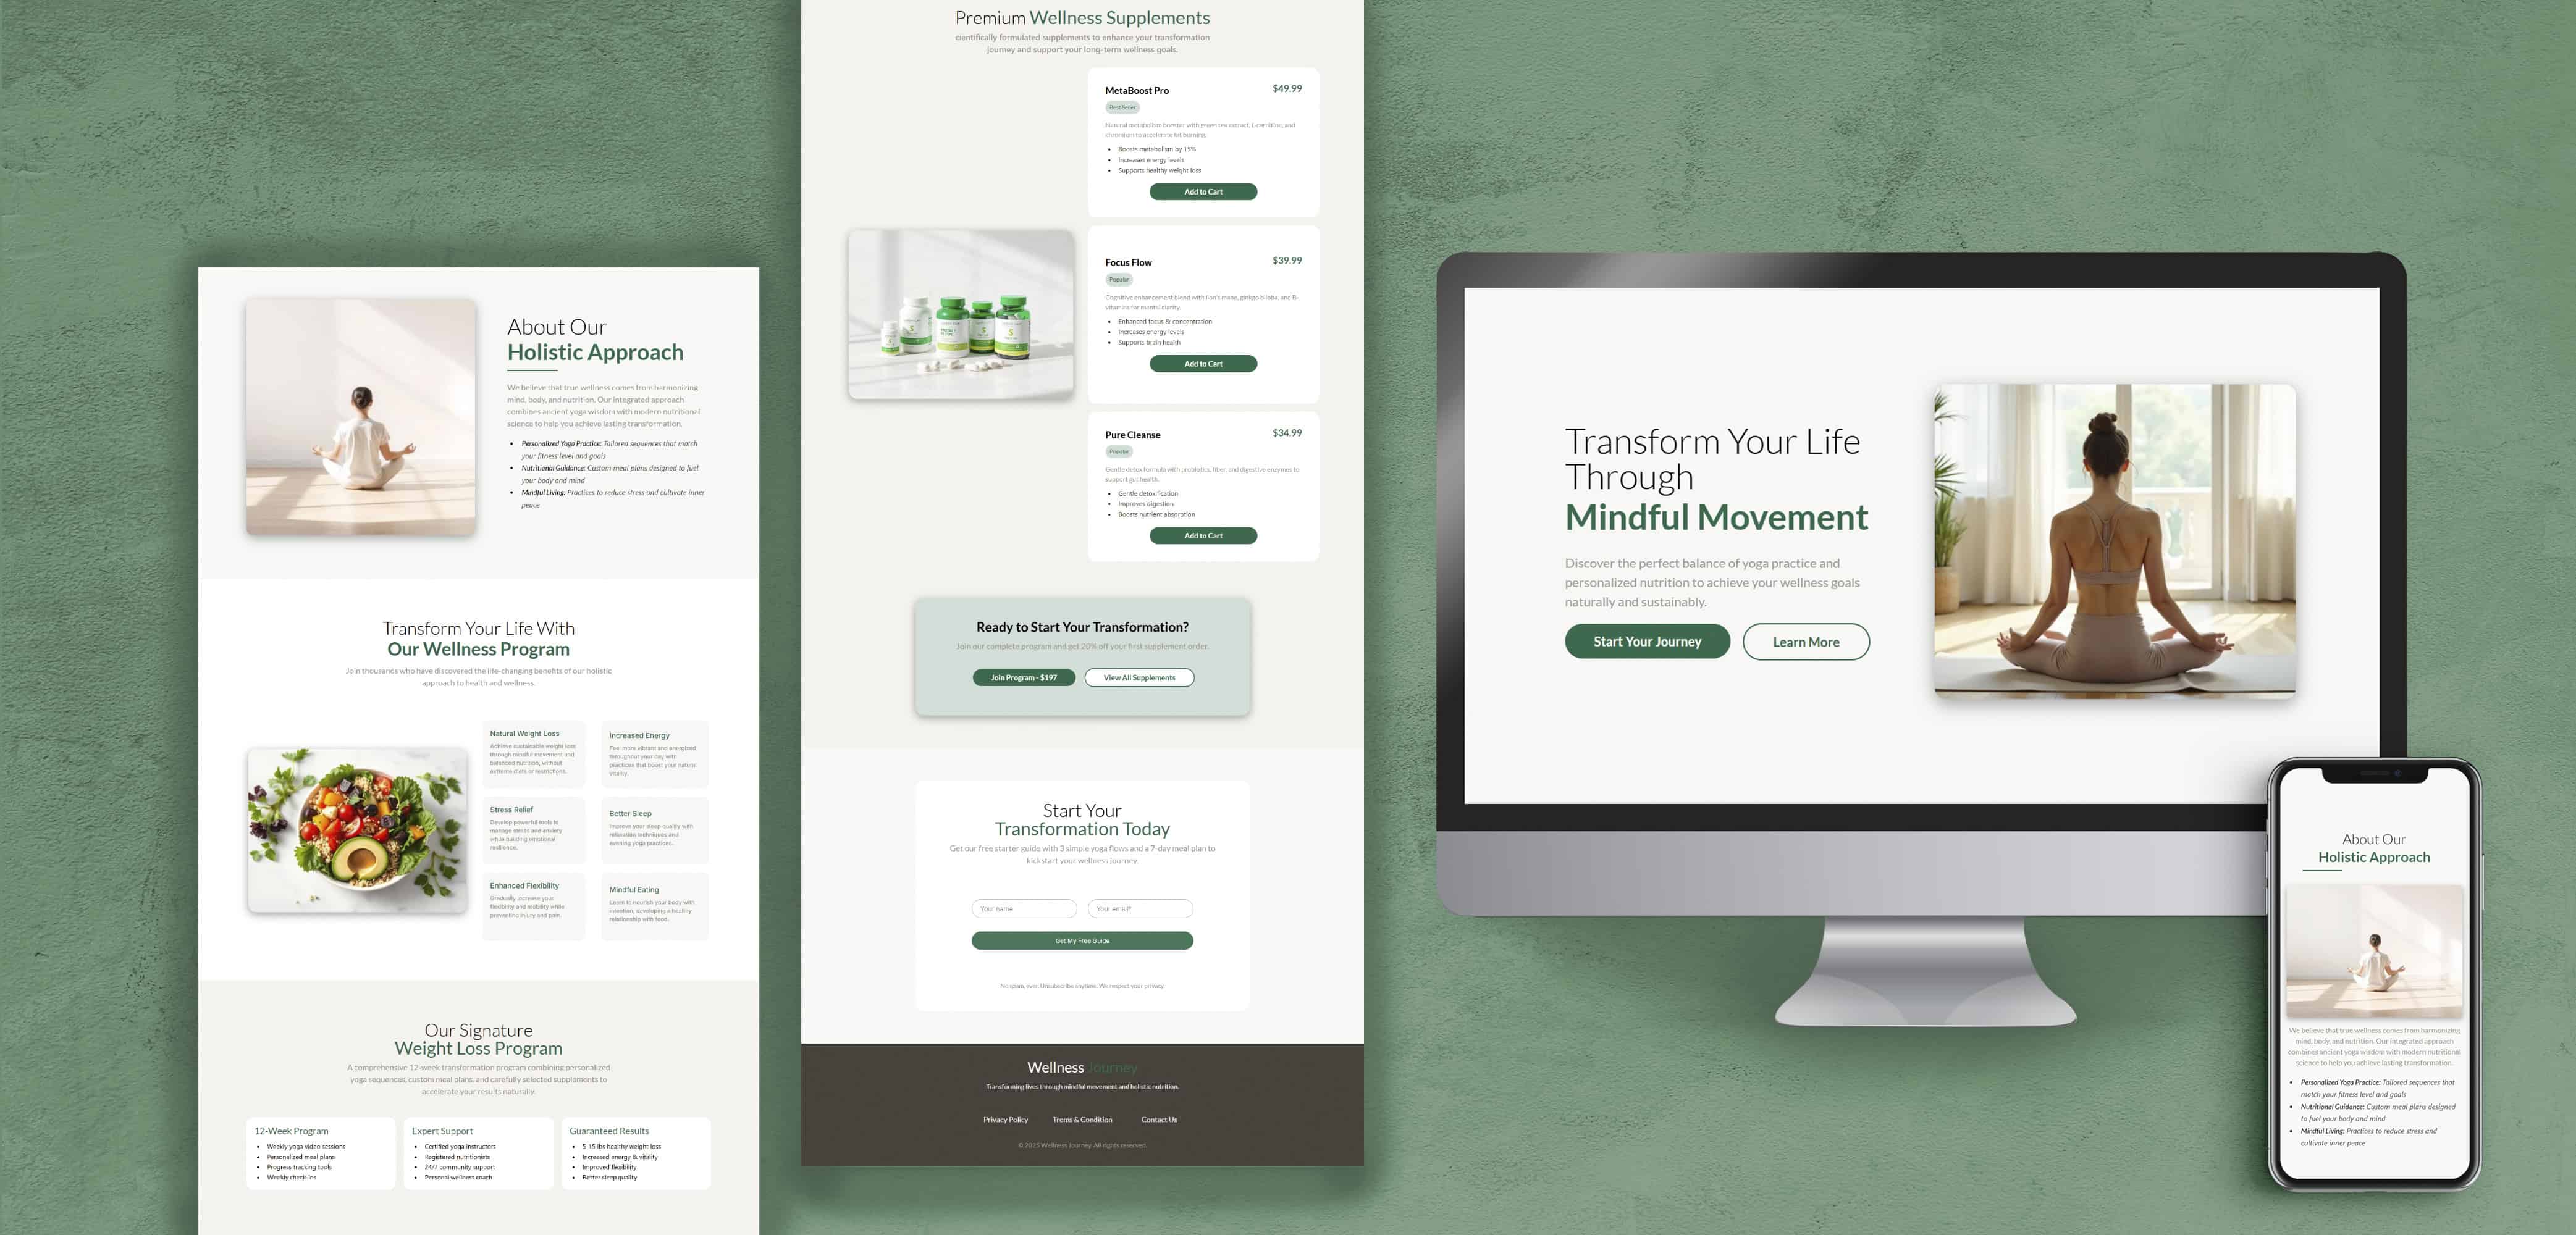 About Our
Holistic Approach
We believe that true wellness comes from harmonizing
mind, body, and nutrition. Our integrated approach
combines ancient yoga wisdom with modern nutritional
science to help you achieve lasting transformation.
Personalized Yoga Practice: Tailored sequences that match
your fitness level and goals
Nutritional Guidance: Custom meal plans designed to fuel
your body and mind
Mindful Living: Practices to reduce stress and cultivate inner
peace
Transform Your Life With
Our Wellness Program
Join thousands who have discovered the life-changing benefits of our holistic
approach to health and wellness.
Natural Weight Loss
Achieve sustainable weight loss
through mindful movement and
balanced nutrition, without
extreme diets or restrictions.
Increased Energy
Feel more vibrant and energized
throughout your day with
practices that boost your natural
vitality.
Stress Relief
Develop powerful tools to
manage stress and anxiety
while building emotional
resilience.
Better Sleep
Improve your sleep quality with
relaxation techniques and
evening yoga practices.
Enhanced Flexibility
Gradually increase your
flexibility and mobility while
preventing injury and pain.
Mindful Eating
Learn to nourish your body with
intention, developing a healthy
relationship with food.
Our Signature
Weight Loss Program
A comprehensive 12-week transformation program combining personalized
yoga sequences, custom meal plans, and carefully selected supplements to
accelerate your results naturally.
12-Week Program
Weekly yoga video sessions
Personalized meal plans
Progress tracking tools
Weekly check-ins
Expert Support
Certified yoga instructors
Registered nutritionists
24/7 community support
Personal wellness coach
Guaranteed Results
5-15 lbs healthy weight loss
Increased energy & vitality
Improved flexibility
Better sleep quality
Premium Wellness Supplements
cientifically formulated supplements to enhance your transformation
journey and support your long-term wellness goals.
MetaBoost Pro
$49.99
Best Seller
Natural metabolism booster with green tea extract, L-carnitine, and
chromium to accelerate fat burning.
Boosts metabolism by 15%
Increases energy levels
Supports healthy weight loss
Add to Cart
Focus Flow
$39.99
Popular
Cognitive enhancement blend with lion's mane, ginkgo biloba, and B-
vitamins for mental clarity.
Enhanced focus & concentration
Increases energy levels
Supports brain health
Add to Cart
Pure Cleanse
$34.99
Popular
Gentle detox formula with probiotics, fiber, and digestive enzymes to
support gut health.
Gentle detoxification
Improves digestion
Boosts nutrient absorption
Add to Cart
Ready to Start Your Transformation?
Join our complete program and get 20% off your first supplement order.
Join Program - $197
View All Supplements
Start Your
Transformation Today
Get our free starter guide with 3 simple yoga flows and a 7-day meal plan to
kickstart your wellness journey.
Your name
Your email*
Get My Free Guide
No spam, ever. Unsubscribe anytime. We respect your privacy.
Wellness Journey
Transforming lives through mindful movement and holistic nutrition.
Privacy Policy
Trems & Condition
Contact Us
© 2025 Wellness Journey. All rights reserved.
Transform Your Life
Through
Mindful Movement
Discover the perfect balance of yoga practice and
personalized nutrition to achieve your wellness goals
naturally and sustainably.
Start Your Journey
Learn More
About Our
Holistic Approach
We believe that true wellness comes from harmonizing
mind, body, and nutrition. Our integrated approach
combines ancient yoga wisdom with modern nutritional
science to help you achieve lasting transformation.
Personalized Yoga Practice: Tailored sequences that
match your fitness level and goals
Nutritional Guidance: Custom meal plans designed
to fuel your body and mind
Mindful Living: Practices to reduce stress and
cultivate inner peace